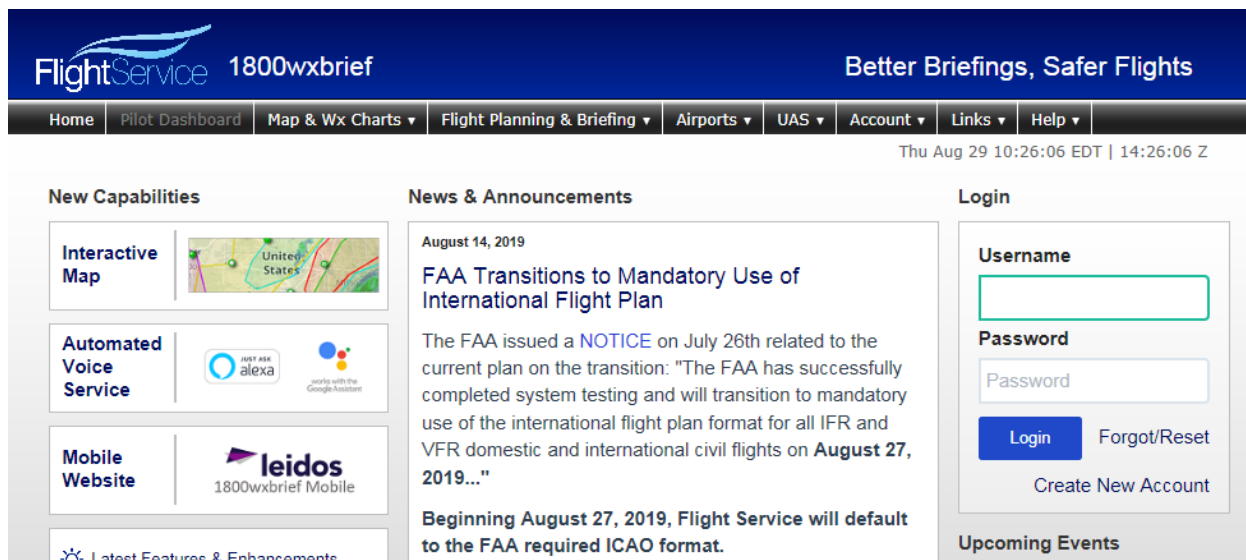 FlightService 1800wxbrief
Better Briefings, Safer Flights
Home Pilot Dashboard Map & Wx Charts ▾ Flight Planning & Briefing ▾ Airports ▾ UAS ▾ Account ▾ Links ▾ Help ▾
Thu Aug 29 10:26:06 EDT | 14:26:06 Z
New Capabilities
Interactive
Map
United
States
Automated
Voice
Service
JUST ASK
alexa
works with the
Google Assistant
Mobile
Website
leidos
1800wxbrief Mobile
Latest Features & Enhancements
News & Announcements
August 14, 2019
FAA Transitions to Mandatory Use of
International Flight Plan
The FAA issued a NOTICE on July 26th related to the
current plan on the transition: "The FAA has successfully
completed system testing and will transition to mandatory
use of the international flight plan format for all IFR and
VFR domestic and international civil flights on August 27,
2019..."
Beginning August 27, 2019, Flight Service will default
to the FAA required ICAO format.
Login
Username
Password
Password
Login Forgot/Reset
Create New Account
Upcoming Events